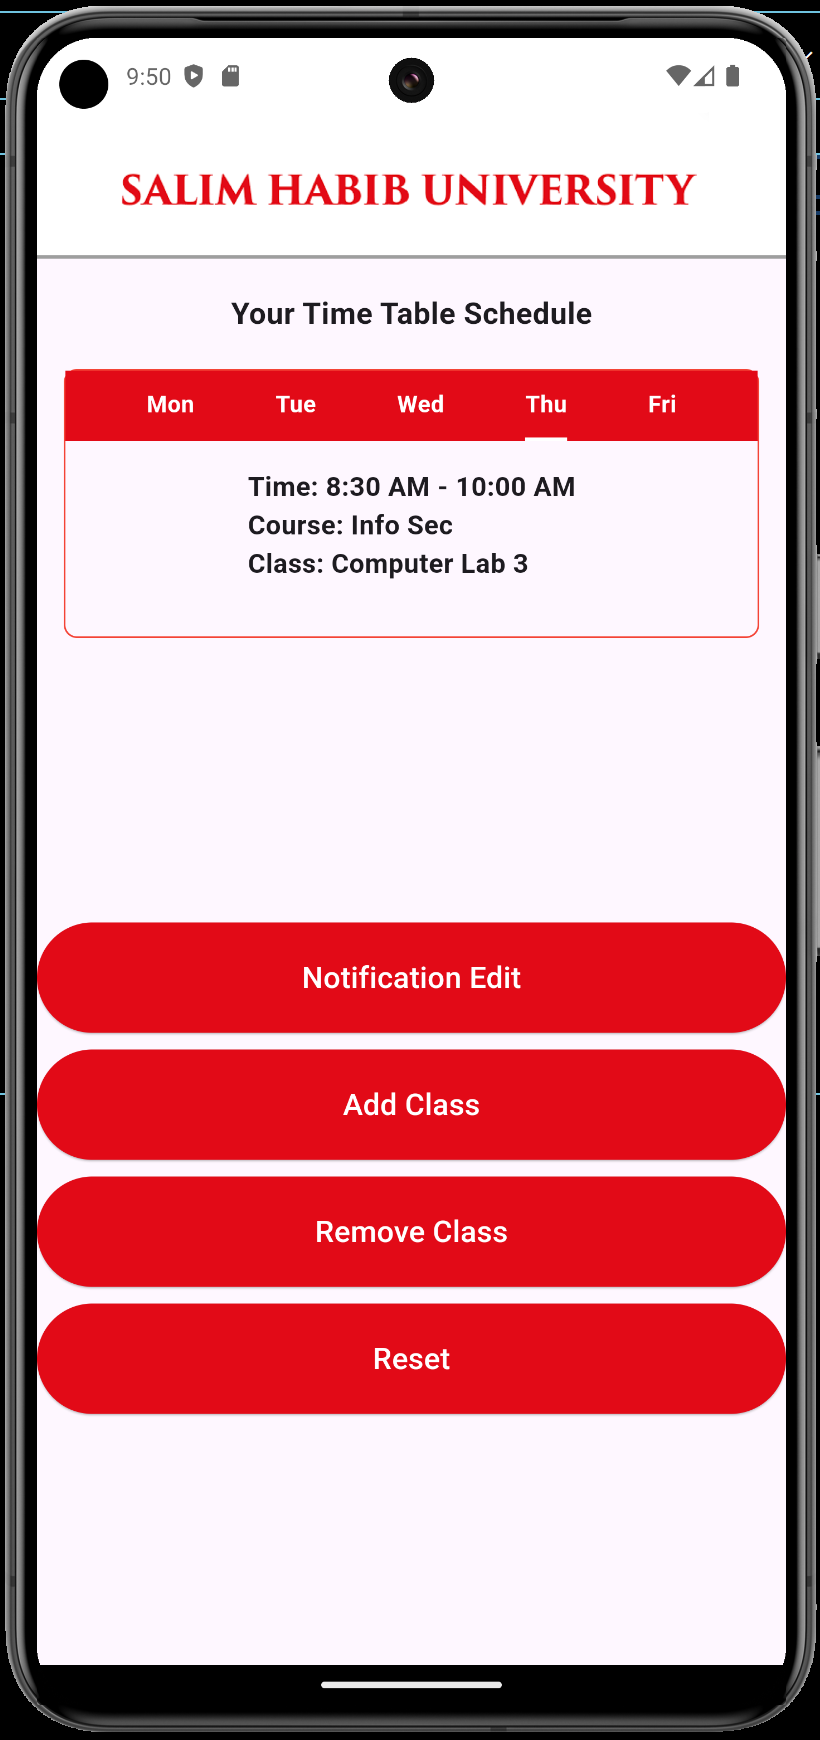 9:50
SALIM HABIB UNIVERSITY
Your Time Table Schedule
Mon Tue Wed Thu Fri
Time: 8:30 AM - 10:00 AM
Course: Info Sec
Class: Computer Lab 3
Notification Edit
Add Class
Remove Class
Reset